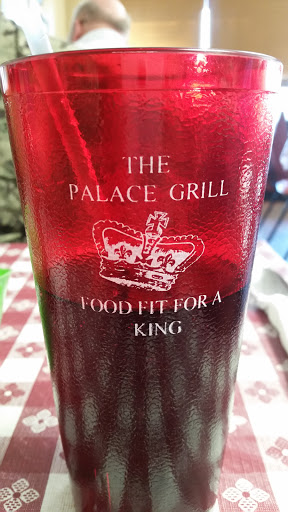 THE
PALACE GRILL
FOOD FIT FOR A
KING